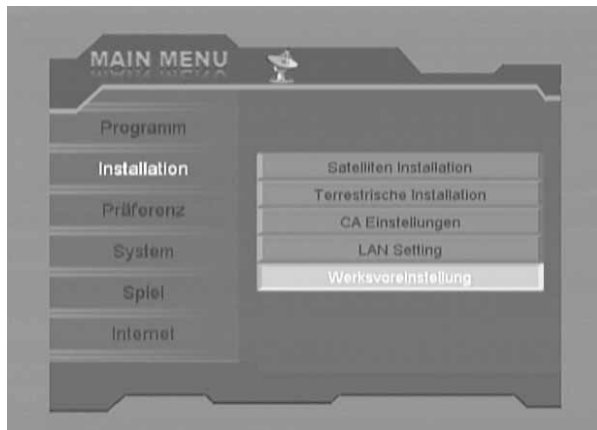 MAIN MENU
Programm
Installation
Präferenz
System
Spiel
Internet
Satelliten Installation
Terrestrische Installation
CA Einstellungen
LAN Setting
Werksvoreinstellung